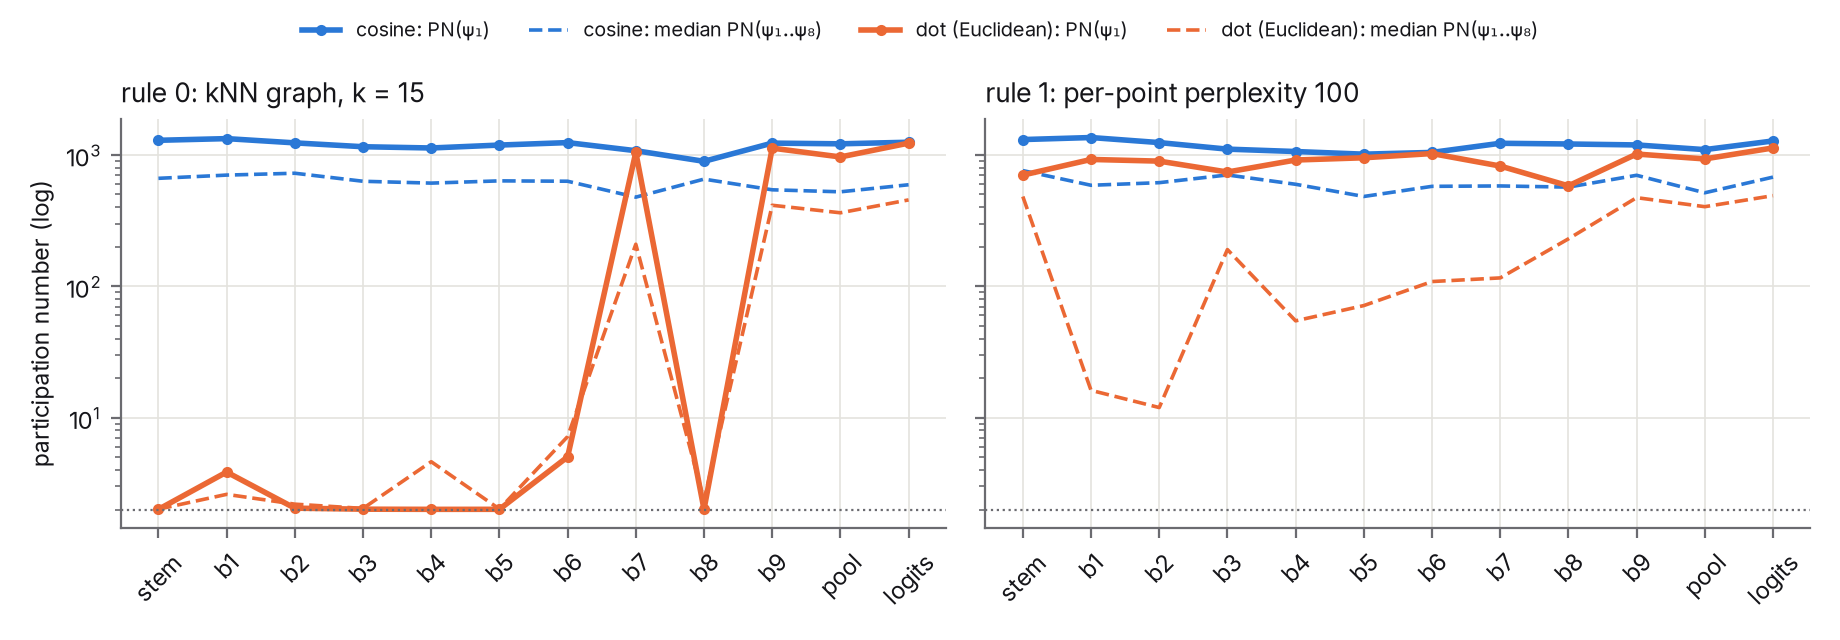 cosine: PN(ψ₁)
cosine: median PN(ψ₁..ψ₈)
dot (Euclidean): PN(ψ₁)
dot (Euclidean): median PN(ψ₁..ψ₈)
rule 0: kNN graph, k = 15
rule 1: per-point perplexity 100
participation number (log)
10³
10²
10¹
stem
b1
b2
b3
b4
b5
b6
b7
b8
b9
pool
logits
stem
b1
b2
b3
b4
b5
b6
b7
b8
b9
pool
logits